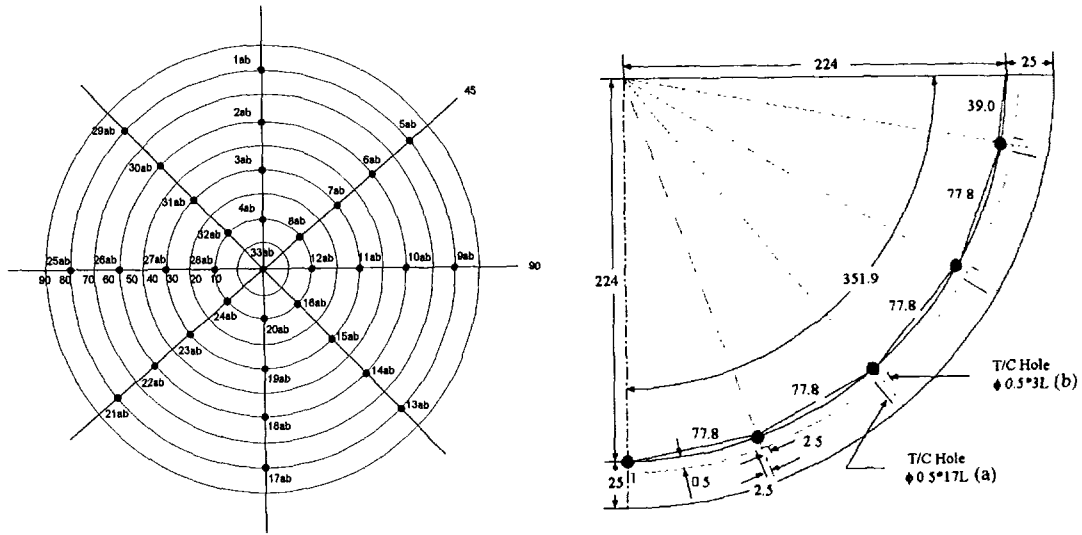 1ab
45
29ab
2ab
5ab
30ab
6ab
3ab
31ab
7ab
4ab
32ab
8ab
33ab
25ab 26ab 27ab 28ab
12ab 11ab 10ab 9ab
90
90 80 70 60 50 40 30 20 10
24ab
16ab
20ab
23ab
15ab
22ab
19ab
14ab
21ab
18ab
13ab
17ab
224
25
39.0
77.8
224
351.9
77.8
77.8
77.8
T/C Hole
ϕ 0.5*3L (b)
2 5
T/C Hole
ϕ 0 5*17L (a)
25
0 5
2.5